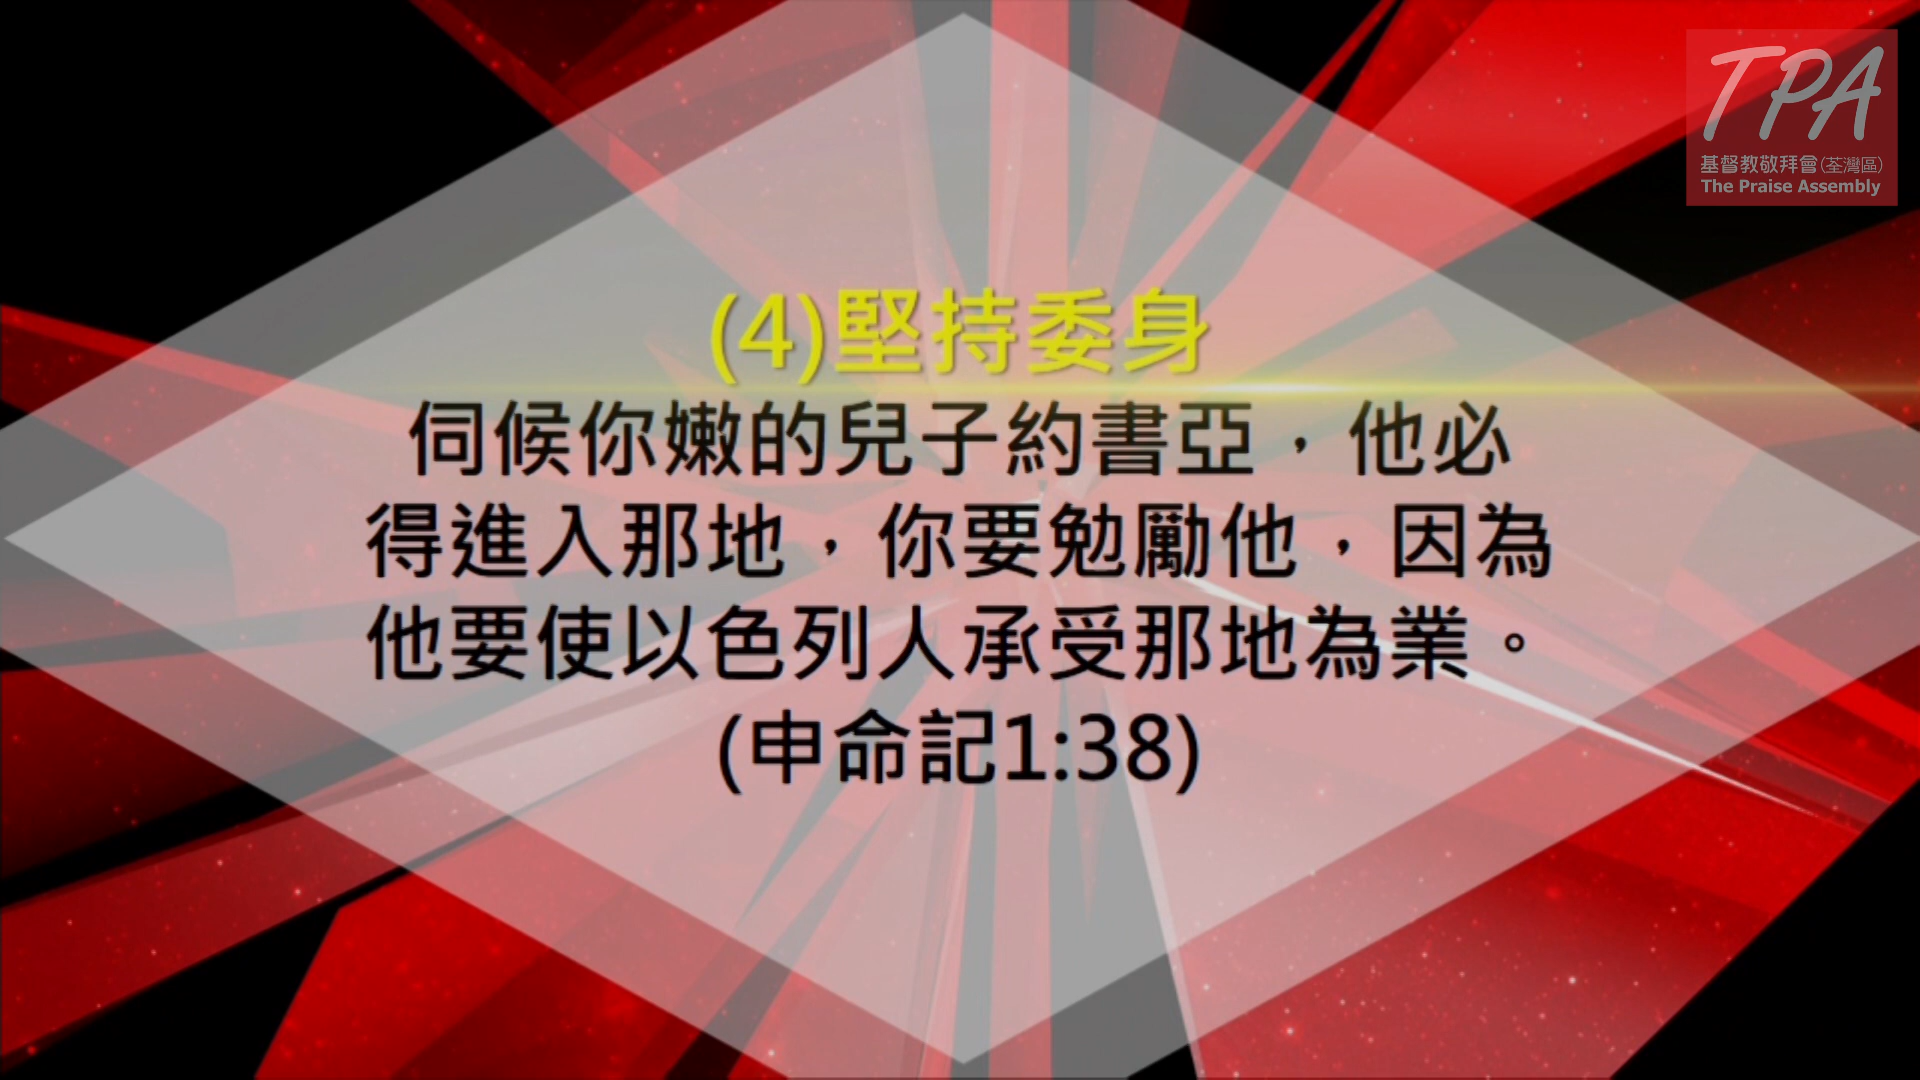 TPA
基督教敬拜會(荃灣區)
The Praise Assembly
(4)堅持委身
伺候你嫩的兒子約書亞，他必
得進入那地，你要勉勵他，因為
他要使以色列人承受那地為業。
(申命記1:38)